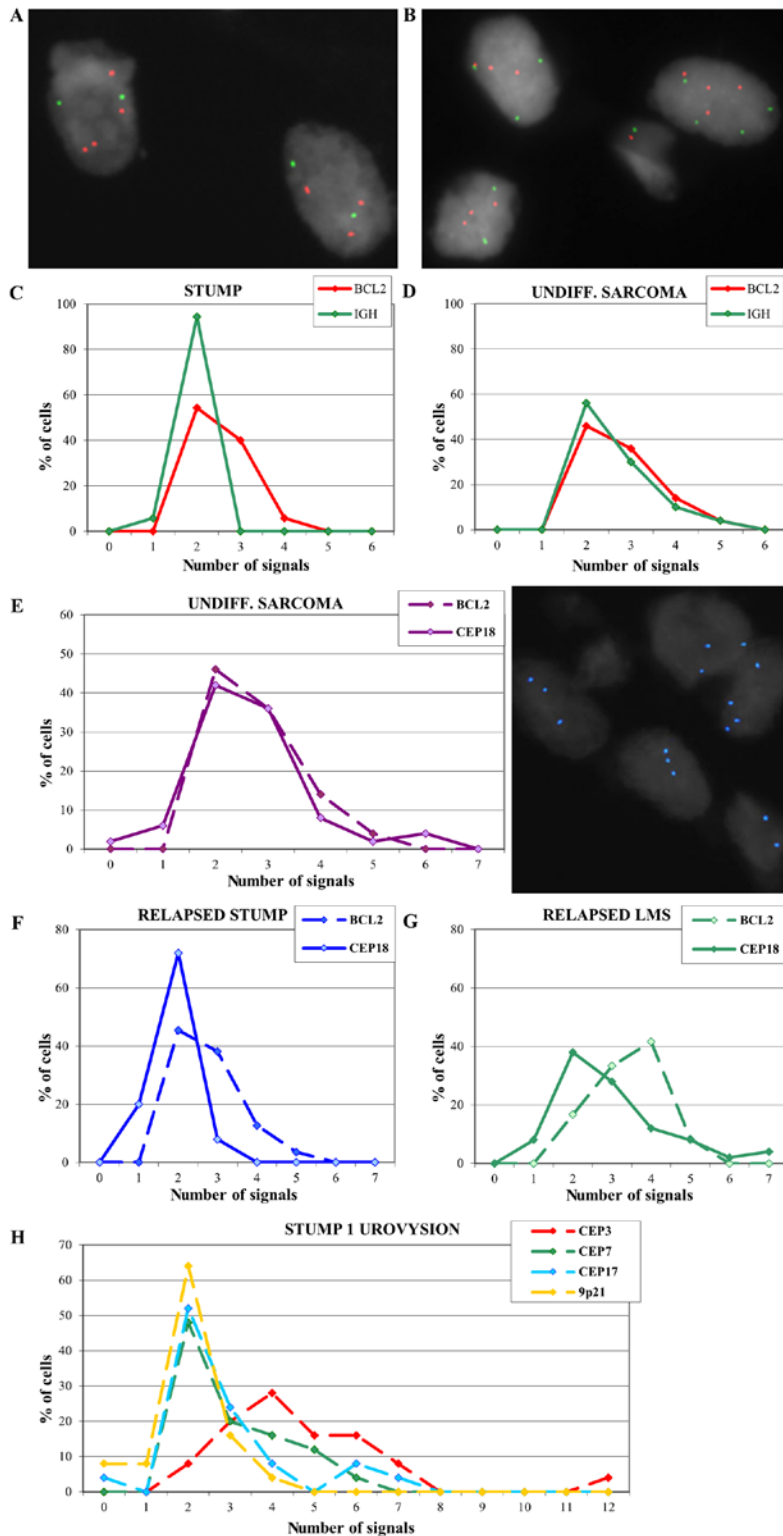 A
B
C
STUMP
BCL2
IGH
100
80
60
40
20
0
% of cells
0 1 2 3 4 5 6
Number of signals
D
UNDIFF. SARCOMA
BCL2
IGH
100
80
60
40
20
0
% of cells
0 1 2 3 4 5 6
Number of signals
E
UNDIFF. SARCOMA
BCL2
CEP18
60
50
40
30
20
10
0
% of cells
0 1 2 3 4 5 6 7
Number of signals
F
RELAPSED STUMP
BCL2
CEP18
80
60
40
20
0
% of cells
0 1 2 3 4 5 6 7
Number of signals
G
RELAPSED LMS
BCL2
CEP18
80
60
40
20
0
% of cells
0 1 2 3 4 5 6 7
Number of signals
H
STUMP 1 UROVYSION
CEP3
CEP7
CEP17
9p21
70
60
50
40
30
20
10
0
% of cells
0 1 2 3 4 5 6 7 8 9 10 11 12
Number of signals